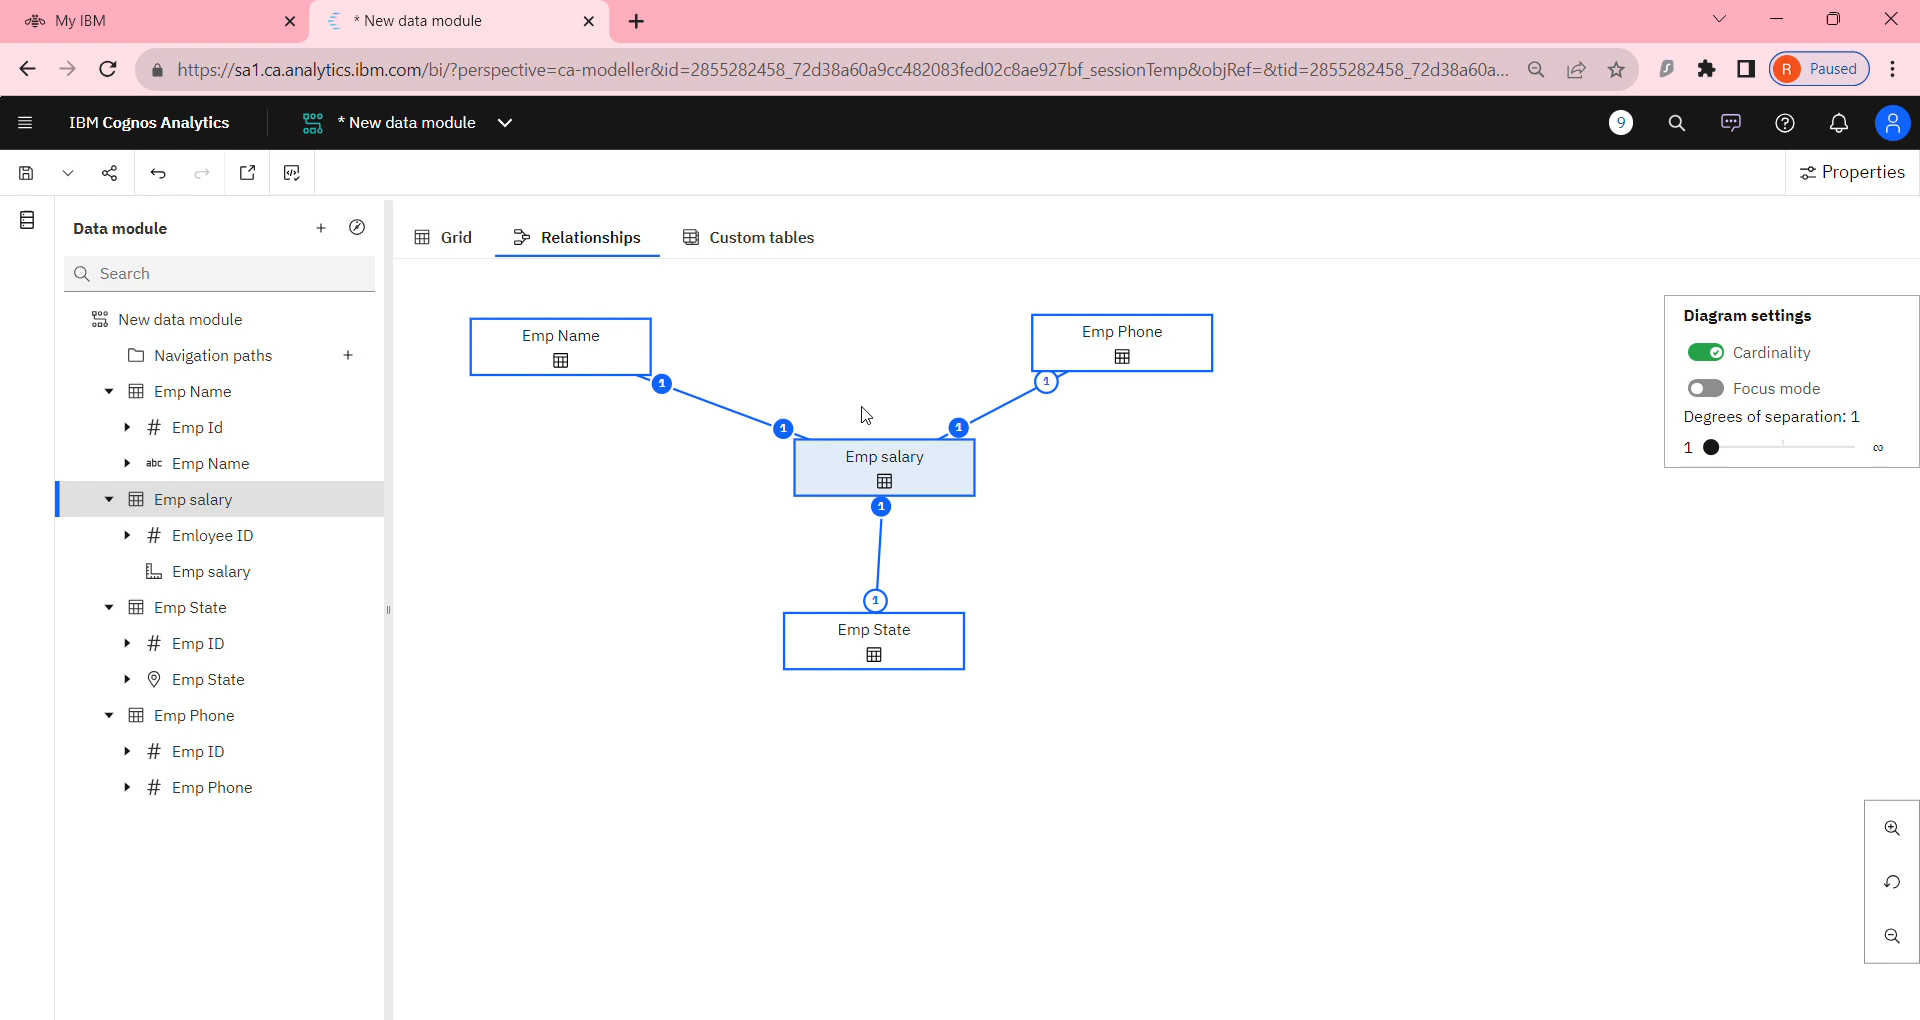 My IBM
* New data module
https://sa1.ca.analytics.ibm.com/bi/?perspective=ca-modeller&id=2855282458_72d38a60a9cc482083fed02c8ae927bf_sessionTemp&objRef=&tid=2855282458_72d38a60a...
R Paused
IBM Cognos Analytics
* New data module
9
Properties
Data module
Search
New data module
Navigation paths
Emp Name
Emp Id
abc Emp Name
Emp salary
Emloyee ID
Emp salary
Emp State
Emp ID
Emp State
Emp Phone
Emp ID
Emp Phone
Grid
Relationships
Custom tables
Emp Name
Emp Phone
1
1
1
1
Emp salary
1
1
Emp State
Diagram settings
Cardinality
Focus mode
Degrees of separation: 1
1 ∞